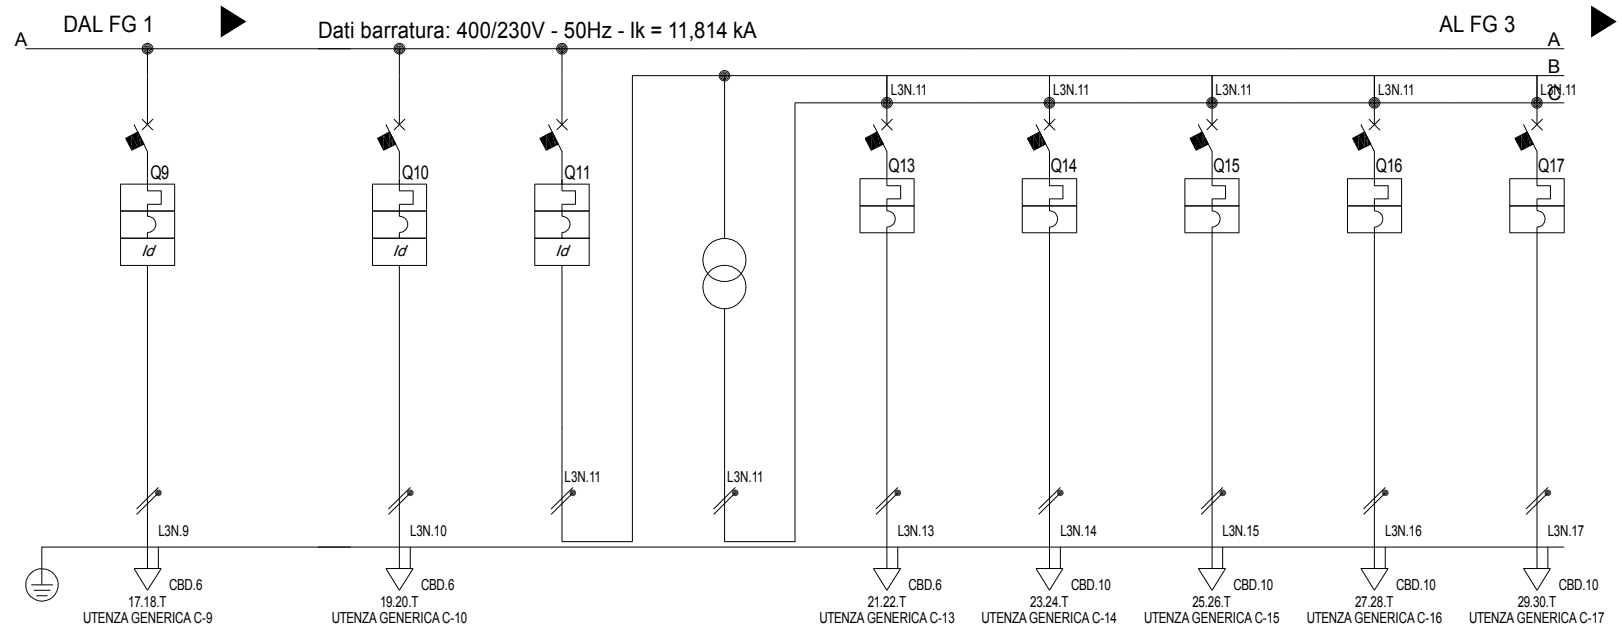 DAL FG 1
Dati barratura: 400/230V - 50Hz - Ik = 11,814 kA
AL FG 3
A
A
B
C
L3N.11
L3N.11
L3N.11
L3N.11
L3N.11
Q9
Q10
Q11
Q13
Q14
Q15
Q16
Q17
Id
Id
Id
L3N.11
L3N.11
L3N.9
L3N.10
L3N.13
L3N.14
L3N.15
L3N.16
L3N.17
CBD.6
CBD.6
CBD.6
CBD.10
CBD.10
CBD.10
CBD.10
17.18.T
19.20.T
21.22.T
23.24.T
25.26.T
27.28.T
29.30.T
UTENZA GENERICA C-9
UTENZA GENERICA C-10
UTENZA GENERICA C-13
UTENZA GENERICA C-14
UTENZA GENERICA C-15
UTENZA GENERICA C-16
UTENZA GENERICA C-17